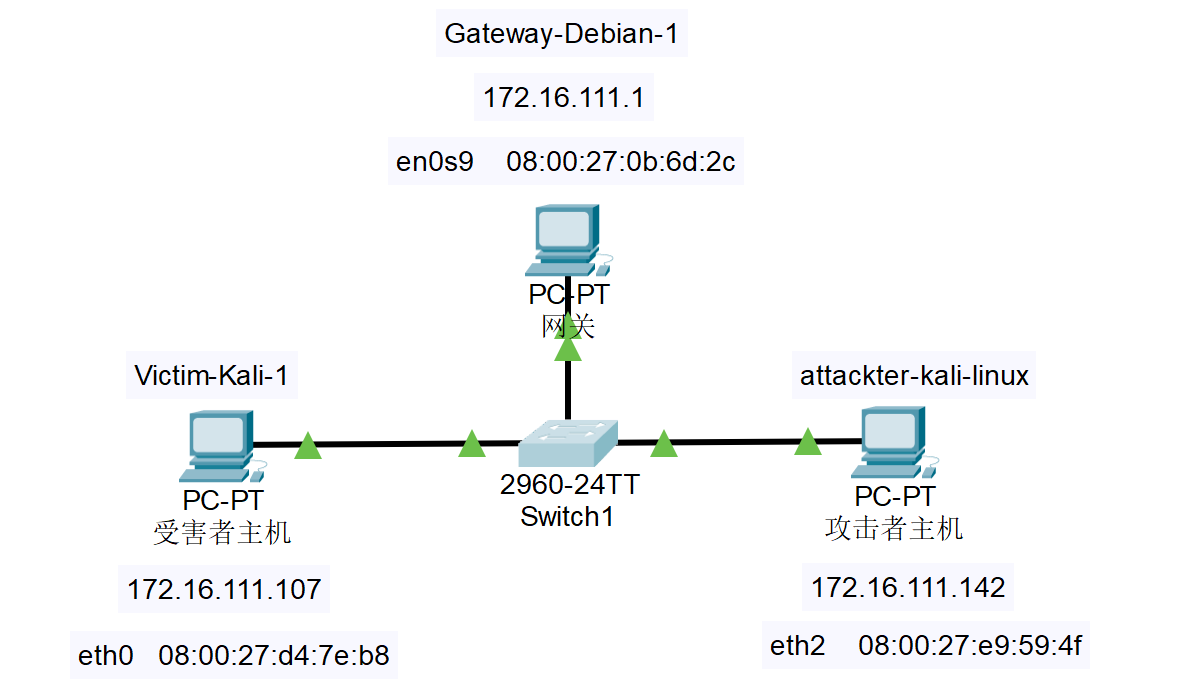 Gateway-Debian-1
172.16.111.1
en0s9 08:00:27:0b:6d:2c
PC-PT
网关
Victim-Kali-1
PC-PT
受害者主机
172.16.111.107
eth0 08:00:27:d4:7e:b8
2960-24TT
Switch1
attackter-kali-linux
PC-PT
攻击者主机
172.16.111.142
eth2 08:00:27:e9:59:4f